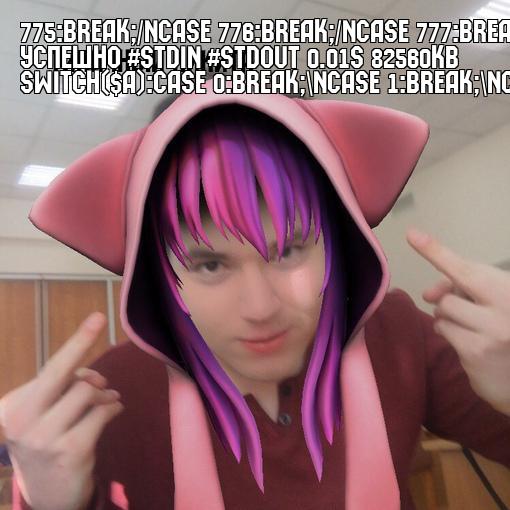 775:BREAK;/NCASE 776:BREAK;/NCASE 777:BREA
УСПЕШНО #STDIN #STDOUT 0.01S 82560KB
SWITCH($A):CASE 0:BREAK;\NCASE 1:BREAK;\NC